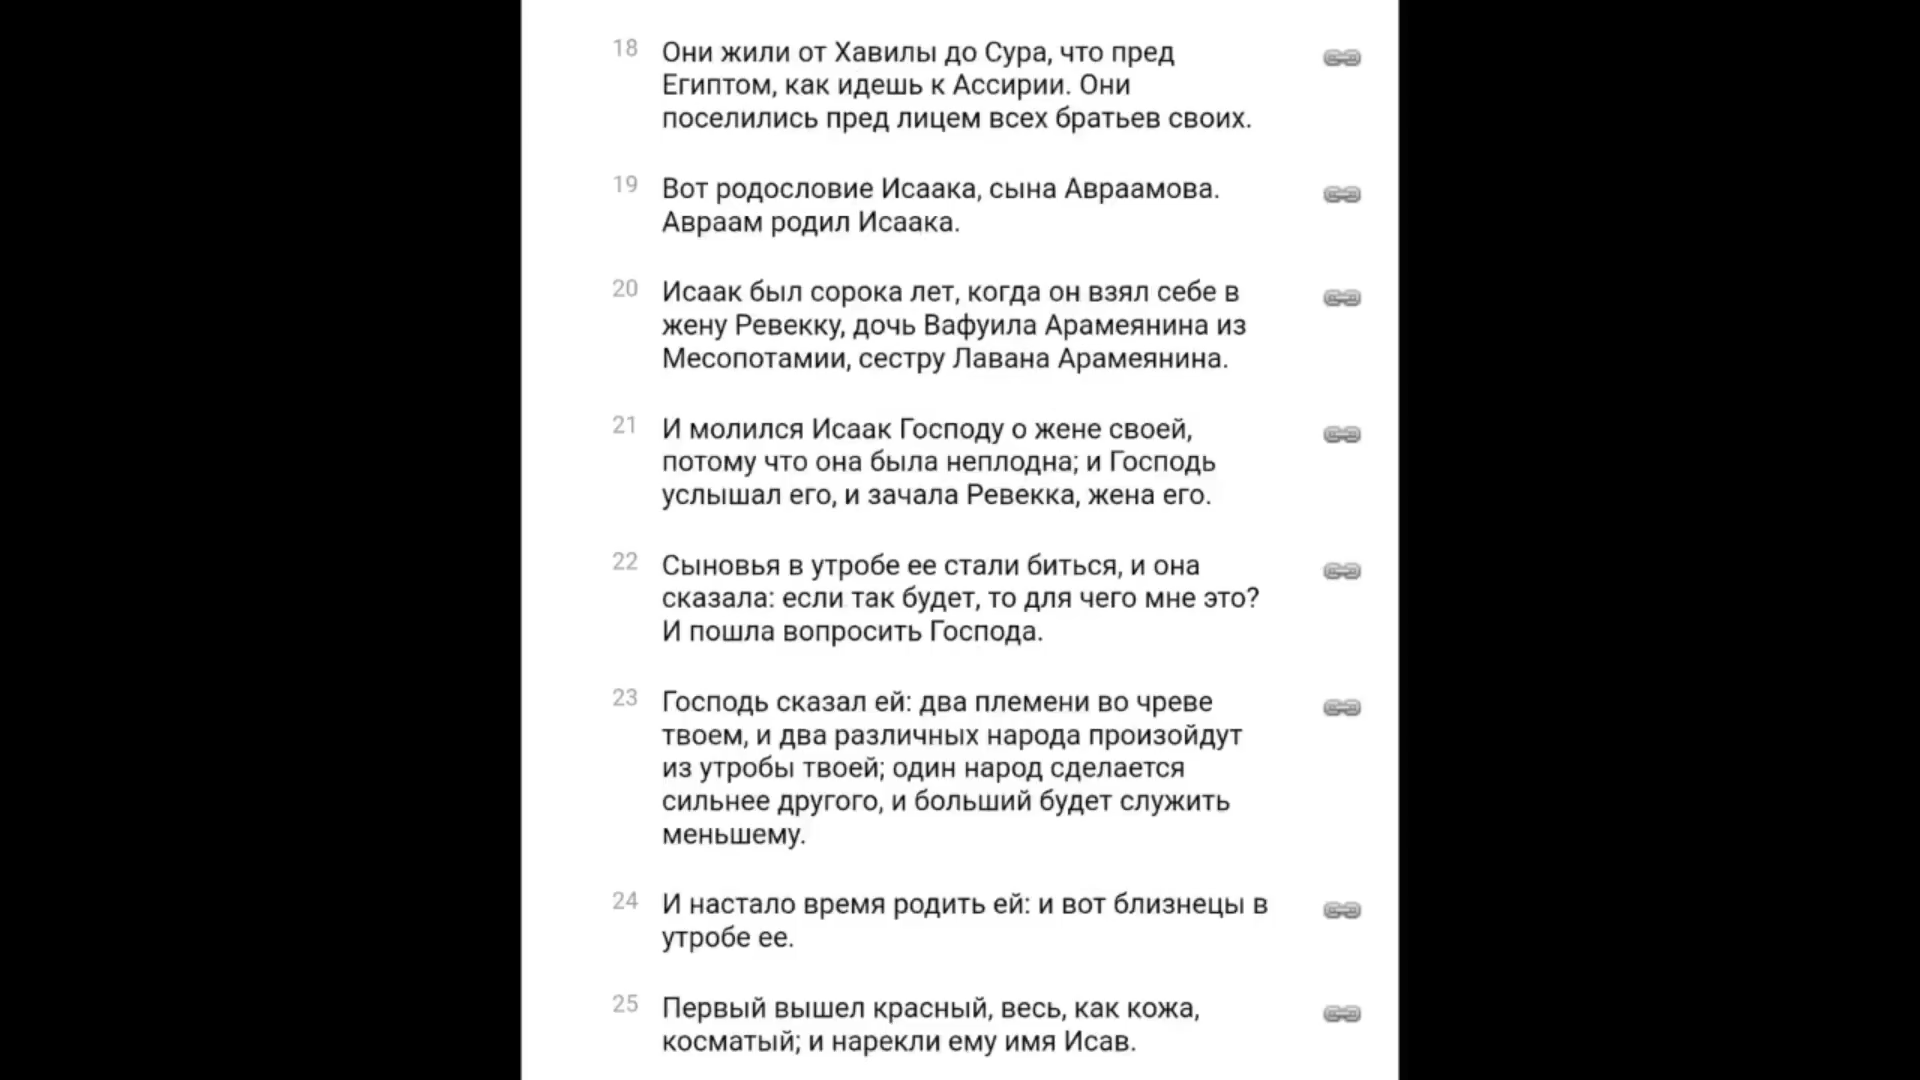 18 Они жили от Хавилы до Сура, что пред
Египтом, как идешь к Ассирии. Они
поселились пред лицем всех братьев своих.
19 Вот родословие Исаака, сына Авраамова.
Авраам родил Исаака.
20 Исаак был сорока лет, когда он взял себе в
жену Ревекку, дочь Вафуила Арамеянина из
Месопотамии, сестру Лавана Арамеянина.
21 И молился Исаак Господу о жене своей,
потому что она была неплодна; и Господь
услышал его, и зачала Ревекка, жена его.
22 Сыновья в утробе ее стали биться, и она
сказала: если так будет, то для чего мне это?
И пошла вопросить Господа.
23 Господь сказал ей: два племени во чреве
твоем, и два различных народа произойдут
из утробы твоей; один народ сделается
сильнее другого, и больший будет служить
меньшему.
24 И настало время родить ей: и вот близнецы в
утробе ее.
25 Первый вышел красный, весь, как кожа,
косматый; и нарекли ему имя Исав.